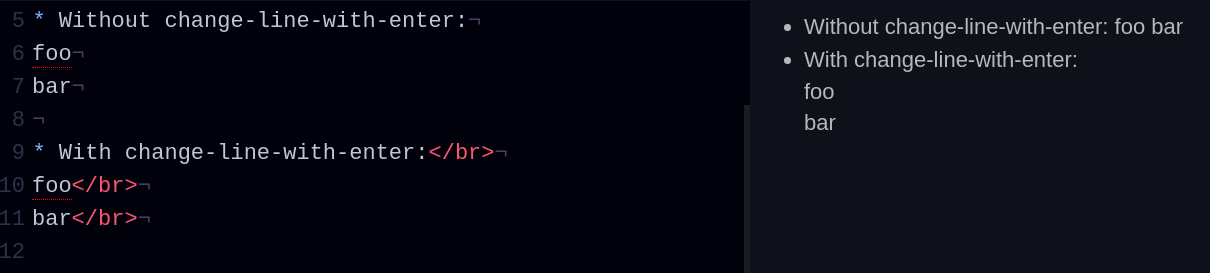 5 * Without change-line-with-enter:¬
6 foo¬
7 bar¬
8 ¬
9 * With change-line-with-enter:</br>¬
10 foo</br>¬
11 bar</br>¬
12
• Without change-line-with-enter: foo bar
• With change-line-with-enter:
foo
bar